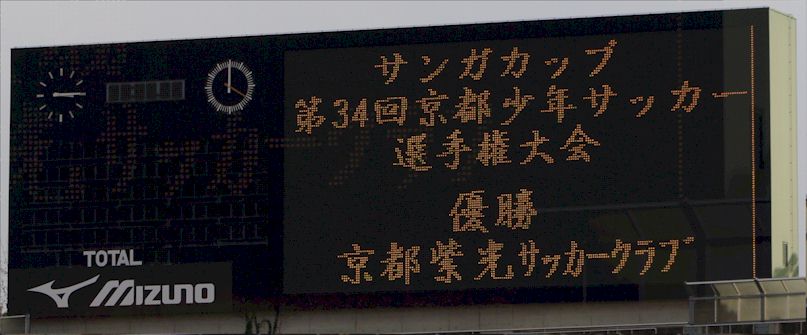 サンガカップ
第34回京都少年サッカー
選手権大会
優勝
京都紫光サッカークラブ
TOTAL
MIZUNO